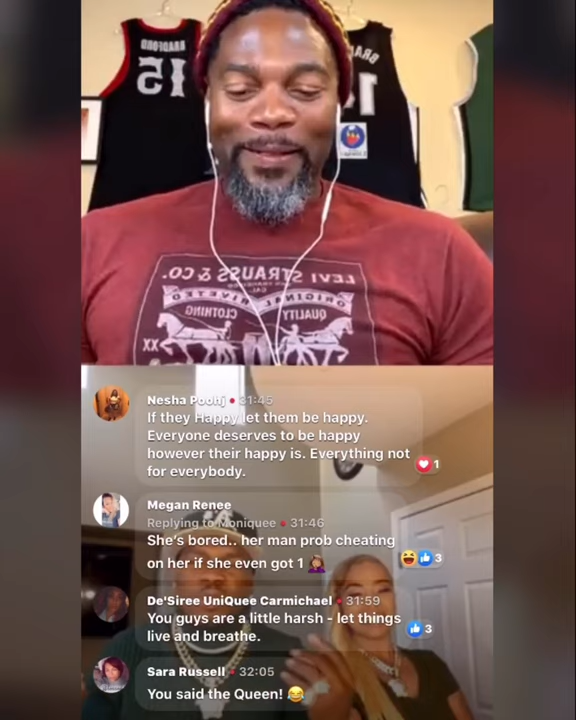 BRADFORD
15
BRA
1
LEVI STRAUSS & CO.
ORIGINAL RIVETED
QUALITY
CLOTHING
XX
Nesha Poohj • 31:45
If they Happy let them be happy.
Everyone deserves to be happy
however their happy is. Everything not
for everybody.
1
Megan Renee
Replying to Moniquee • 31:46
She's bored.. her man prob cheating
on her if she even got 1 🤦🏽‍♀️
3
De'Siree UniQuee Carmichael • 31:59
You guys are a little harsh - let things
live and breathe.
3
Sara Russell • 32:05
You said the Queen! 😂